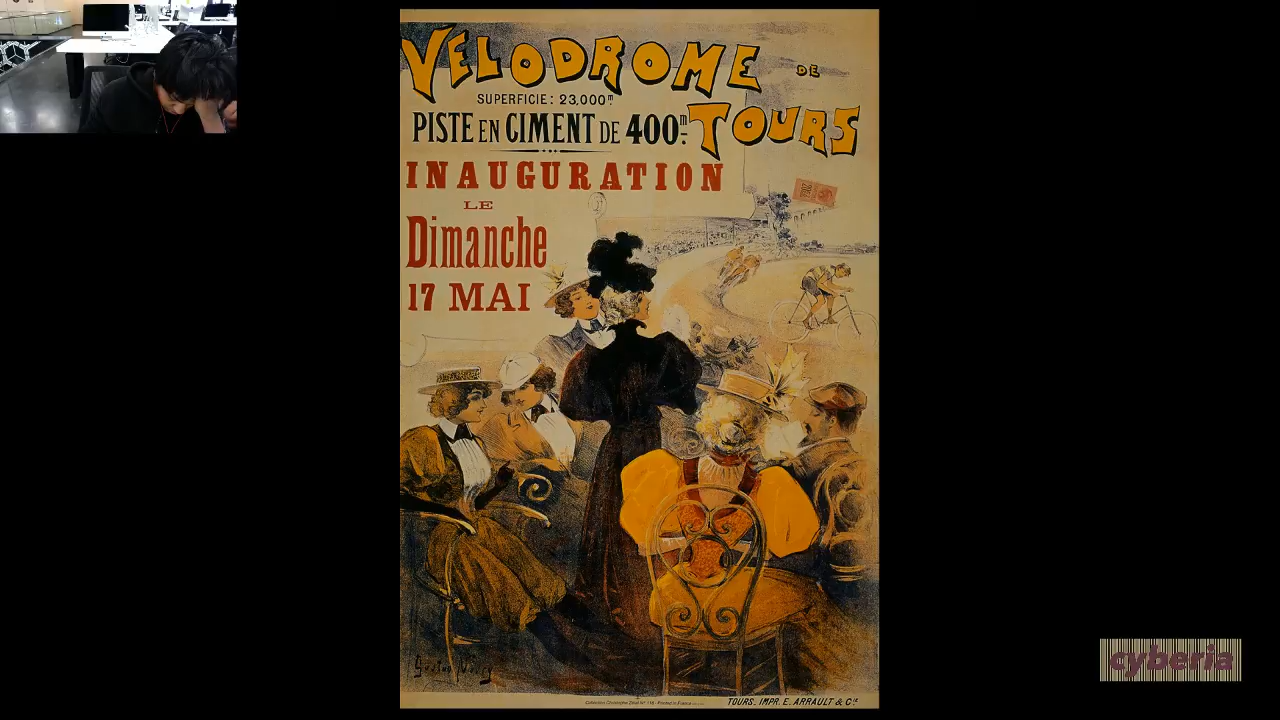 VELODROME DE
SUPERFICIE: 23,000m
PISTE EN CIMENT DE 400m TOURS
INAUGURATION
LE
Dimanche
17 MAI
TOURS. IMPR. E. ARRAULT & Cie
cyberia